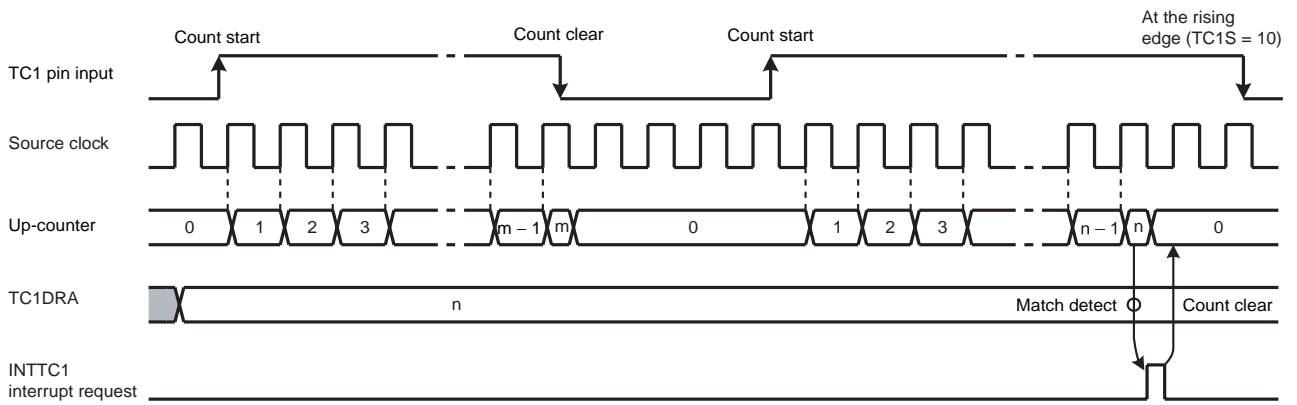 At the rising
edge (TC1S = 10)
Count start
Count clear
Count start
TC1 pin input
Source clock
Up-counter
0
1
2
3
m – 1
m
0
1
2
3
n – 1
n
0
TC1DRA
n
Match detect
Count clear
INTTC1
interrupt request